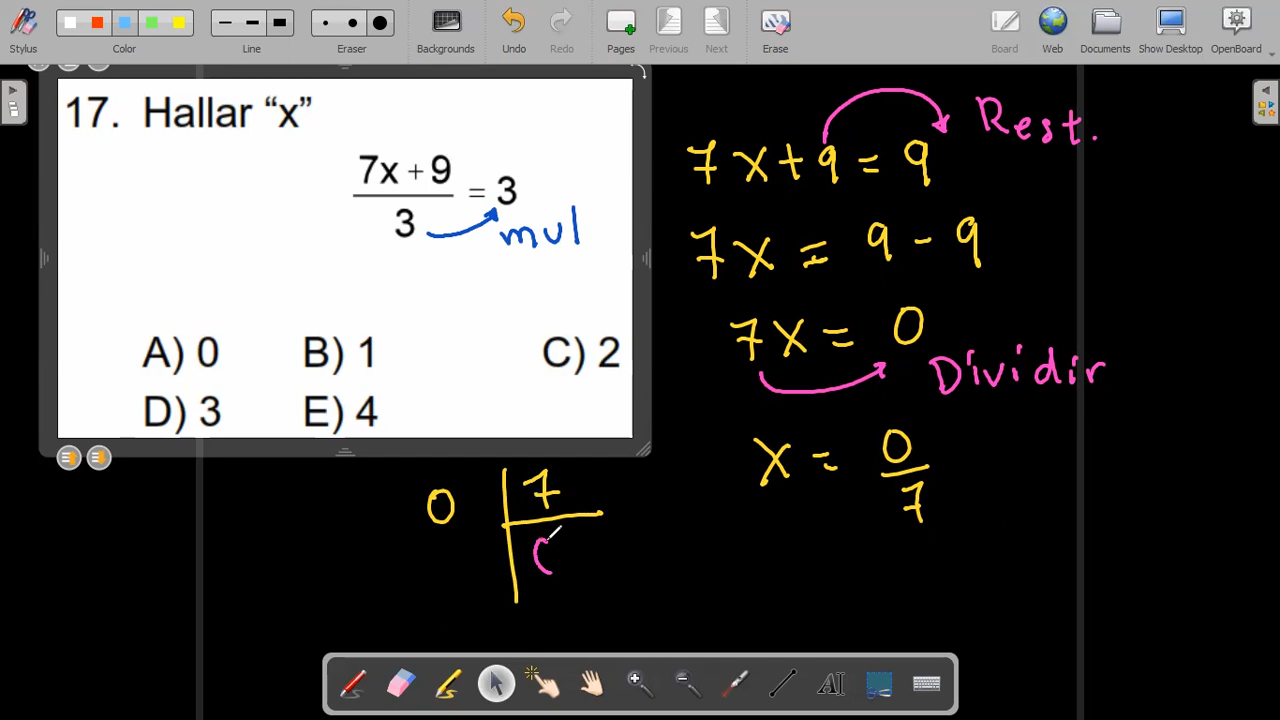 Stylus
Color
Line
Eraser
Backgrounds
Undo
Redo
Pages
Previous
Next
Erase
Board
Web
Documents
Show Desktop
OpenBoard
17. Hallar “x”
7x + 9
= 3
3
mul
A) 0 B) 1 C) 2
D) 3 E) 4
Rest.
7x+9=9
7x = 9-9
7x = 0
Dividir
x = 0
7
0 7